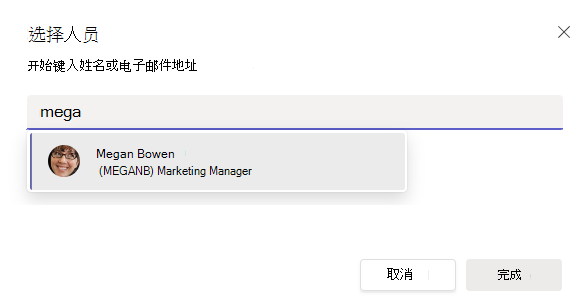 选择人员
开始键入姓名或电子邮件地址
mega
Megan Bowen
(MEGANB) Marketing Manager
取消
完成